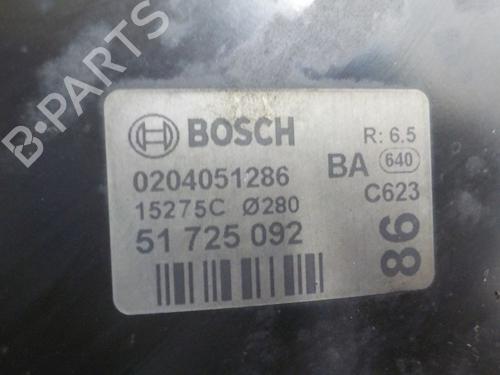 B-PARTS
BOSCH
R: 6.5
0204051286
BA 640
15275C Ø280
C623
51 725 092
86